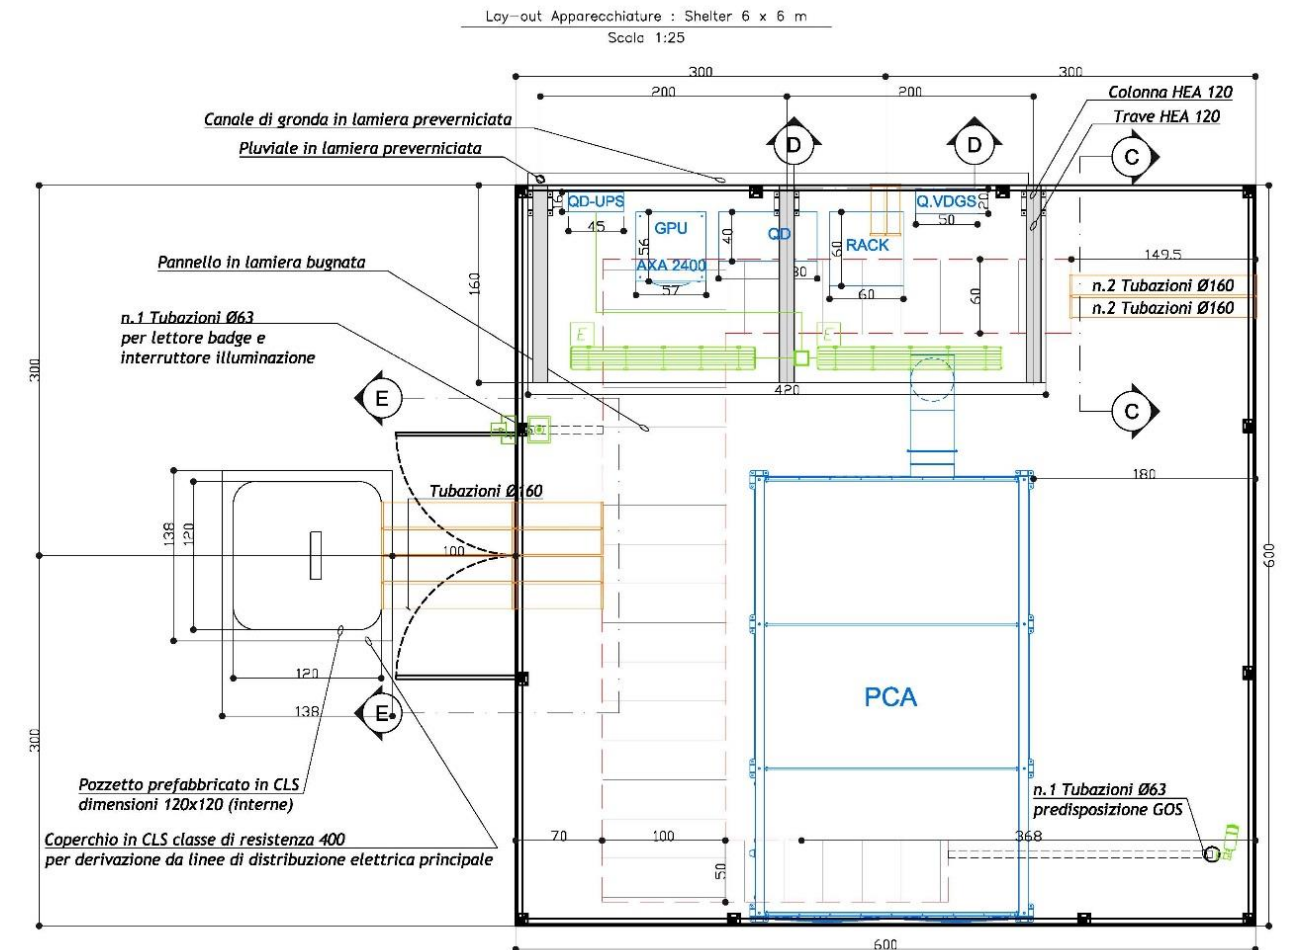 Lay-out Apparecchiature : Shelter 6 x 6 m
Scala 1:25
300
300
200
200
Colonna HEA 120
Trave HEA 120
Canale di gronda in lamiera preverniciata
Pluviale in lamiera preverniciata
D
D
C
QD-UPS
16
45
GPU
56
AXA 2400
57
40
QD
80
RACK
60
60
Q.VDGS
20
50
60
149.5
n.2 Tubazioni Ø160
n.2 Tubazioni Ø160
160
Pannello in lamiera bugnata
n.1 Tubazioni Ø63
per lettore badge e
interruttore illuminazione
E
E
420
300
E
C
180
Tubazioni Ø160
138
120
100
600
120
138
E
PCA
300
Pozzetto prefabbricato in CLS
dimensioni 120x120 (interne)
n.1 Tubazioni Ø63
predisposizione GOS
Coperchio in CLS classe di resistenza 400
per derivazione da linee di distribuzione elettrica principale
70
100
368
50
600